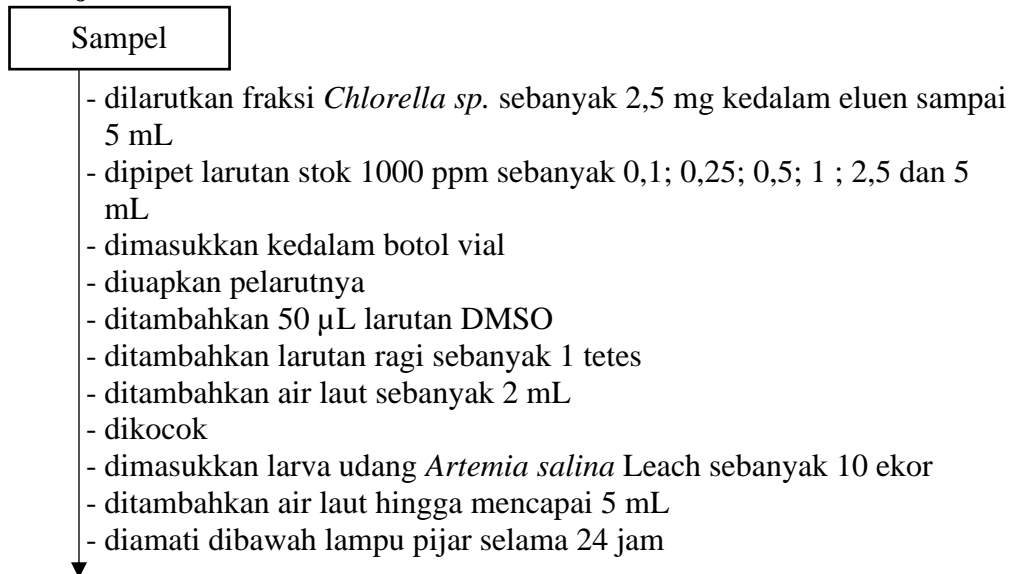 Sampel
- dilarutkan fraksi Chlorella sp. sebanyak 2,5 mg kedalam eluen sampai
5 mL
- dipipet larutan stok 1000 ppm sebanyak 0,1; 0,25; 0,5; 1 ; 2,5 dan 5
mL
- dimasukkan kedalam botol vial
- diuapkan pelarutnya
- ditambahkan 50 µL larutan DMSO
- ditambahkan larutan ragi sebanyak 1 tetes
- ditambahkan air laut sebanyak 2 mL
- dikocok
- dimasukkan larva udang Artemia salina Leach sebanyak 10 ekor
- ditambahkan air laut hingga mencapai 5 mL
- diamati dibawah lampu pijar selama 24 jam